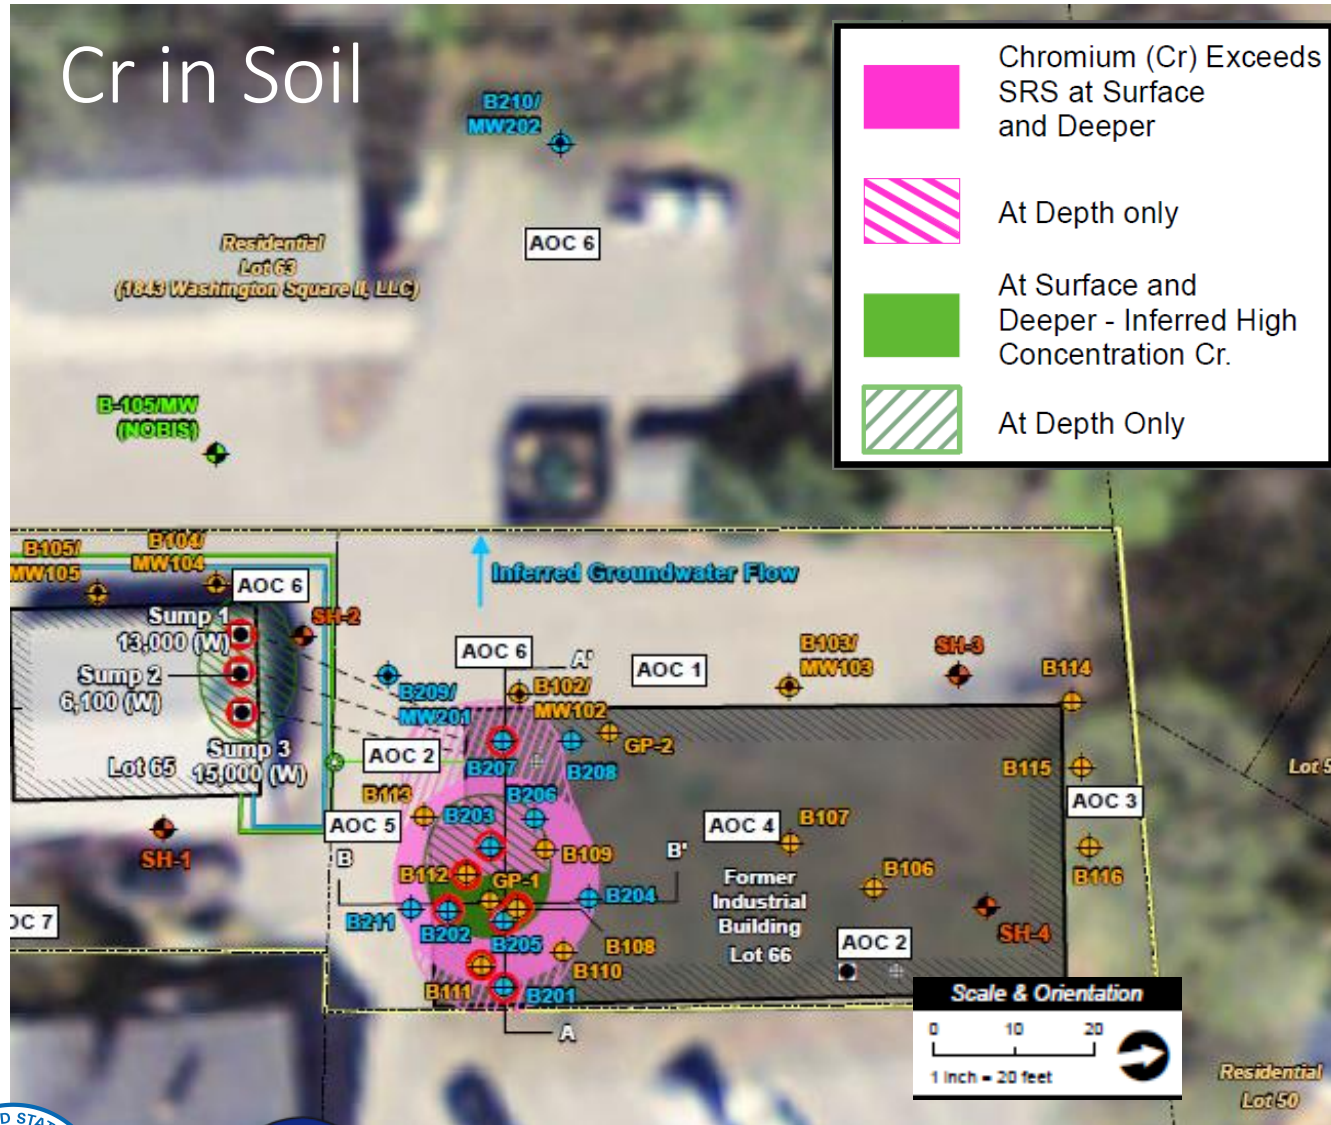 Cr in Soil
Chromium (Cr) Exceeds
SRS at Surface
and Deeper
At Depth only
At Surface and
Deeper - Inferred High
Concentration Cr.
At Depth Only
B210/
MW202
AOC 6
Residential
Lot 63
(1843 Washington Square II, LLC)
B-105/MW
(NOBIS)
B105/
MW105
B104/
MW104
AOC 6
Inferred Groundwater Flow
Sump 1
13,000 (W)
SH-2
Sump 2
6,100 (W)
Sump 3
15,000 (W)
Lot 65
SH-1
AOC 6
A'
AOC 1
B103/
MW103
SH-3
B114
B209/
MW201
B102/
MW102
GP-2
AOC 2
B207
B208
B115
AOC 3
B113
B203
B206
AOC 5
AOC 4
B107
B
B109
B'
B112
GP-1
Former
Industrial
Building
Lot 66
B106
B116
B204
B211
B202
B205
B108
SH-4
AOC 2
B110
B111
B201
A
OC 7
Lot 5
Scale & Orientation
0 10 20
1 Inch = 20 feet
Residential
Lot 50
D STA